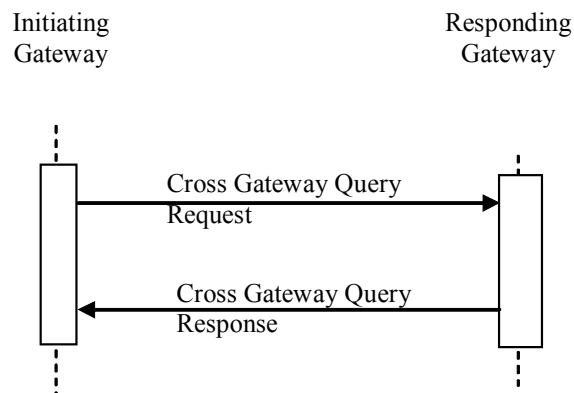 Initiating
Gateway
Responding
Gateway
Cross Gateway Query
Request
Cross Gateway Query
Response